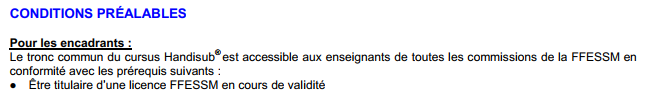 CONDITIONS PRÉALABLES
Pour les encadrants :
Le tronc commun du cursus Handisub® est accessible aux enseignants de toutes les commissions de la FFESSM en
conformité avec les prérequis suivants :
● Être titulaire d'une licence FFESSM en cours de validité